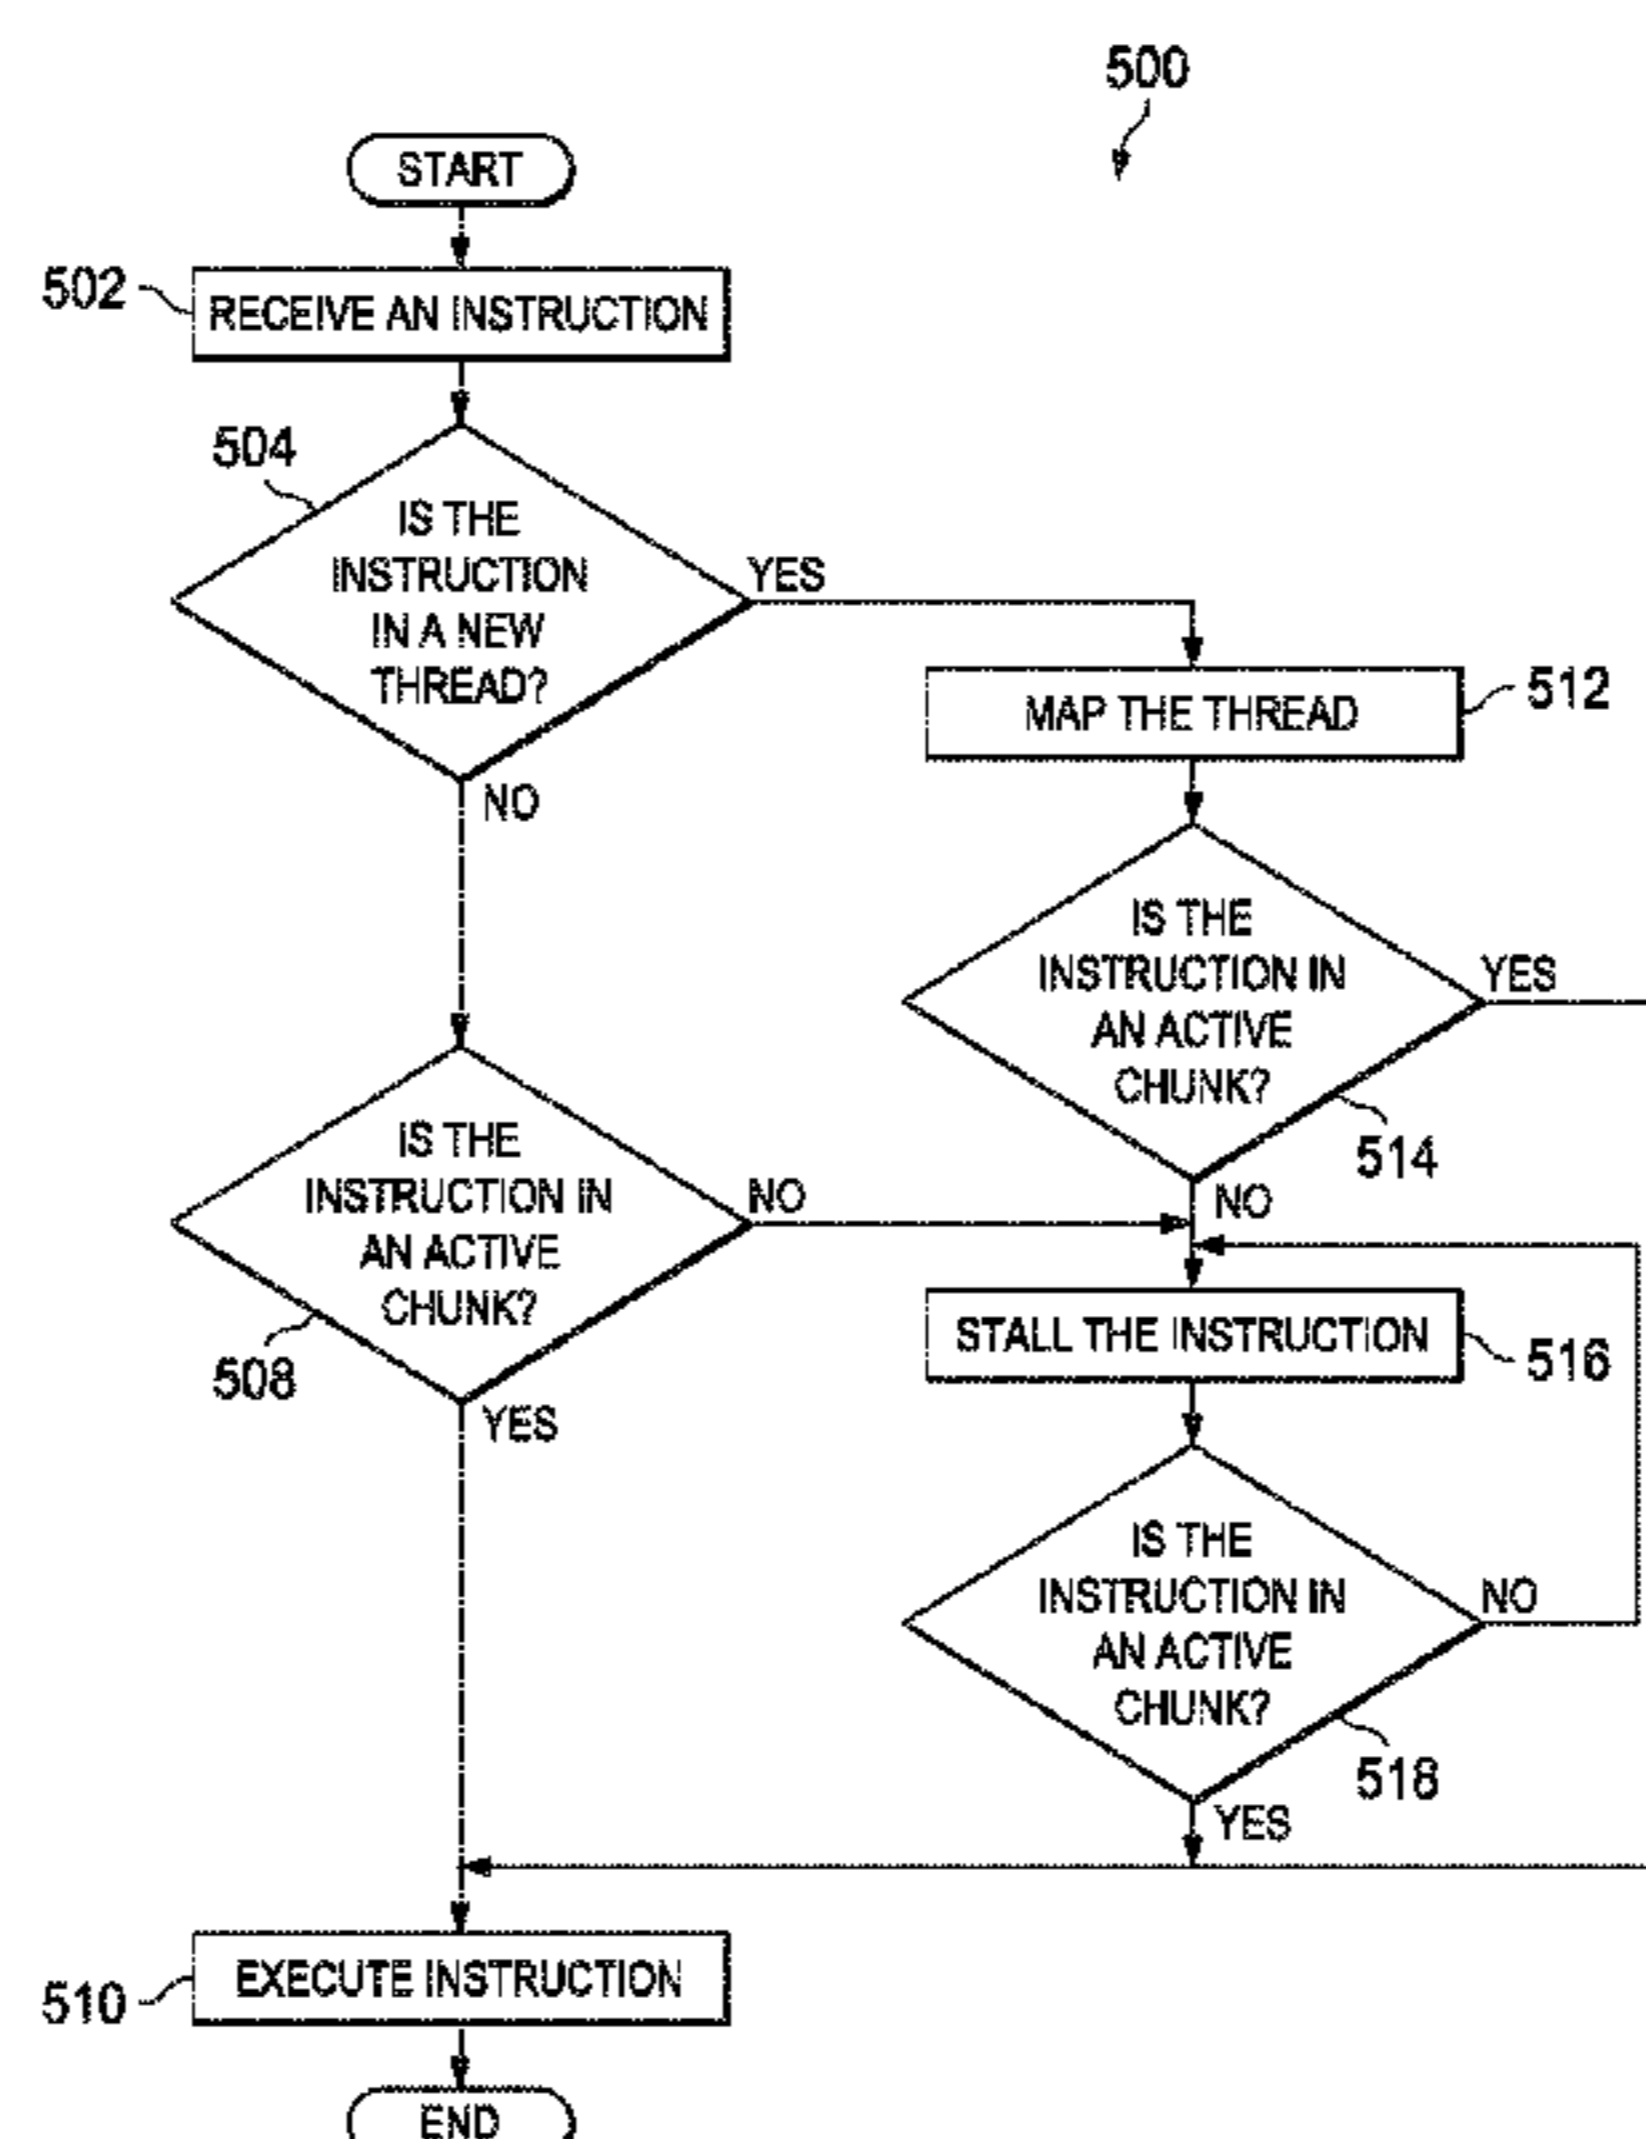 500
START
502
RECEIVE AN INSTRUCTION
504
IS THE
INSTRUCTION
IN A NEW
THREAD?
YES
NO
MAP THE THREAD
512
IS THE
INSTRUCTION IN
AN ACTIVE
CHUNK?
YES
514
NO
IS THE
INSTRUCTION IN
AN ACTIVE
CHUNK?
NO
508
YES
STALL THE INSTRUCTION
516
IS THE
INSTRUCTION IN
AN ACTIVE
CHUNK?
NO
518
YES
EXECUTE INSTRUCTION
510
END